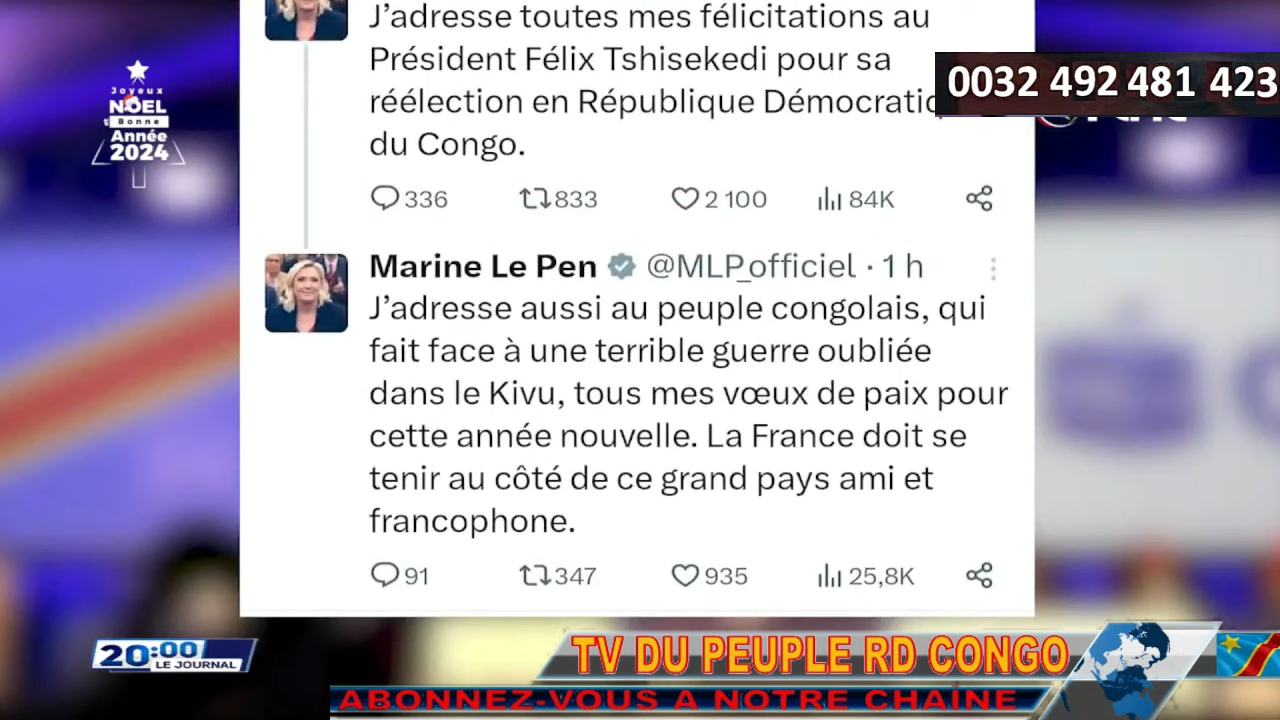 J’adresse toutes mes félicitations au
Président Félix Tshisekedi pour sa
réélection en République
du Congo.
336 833 2 100 84K
0032 492 481 423
Joyeux
NOEL
Bonne
Année
2024
Marine Le Pen @MLP_officiel · 1 h
J’adresse aussi au peuple congolais, qui
fait face à une terrible guerre oubliée
dans le Kivu, tous mes vœux de paix pour
cette année nouvelle. La France doit se
tenir au côté de ce grand pays ami et
francophone.
91 347 935 25,8K
20:00
LE JOURNAL
TV DU PEUPLE RD CONGO
ABONNEZ-VOUS A NOTRE CHAÎNE